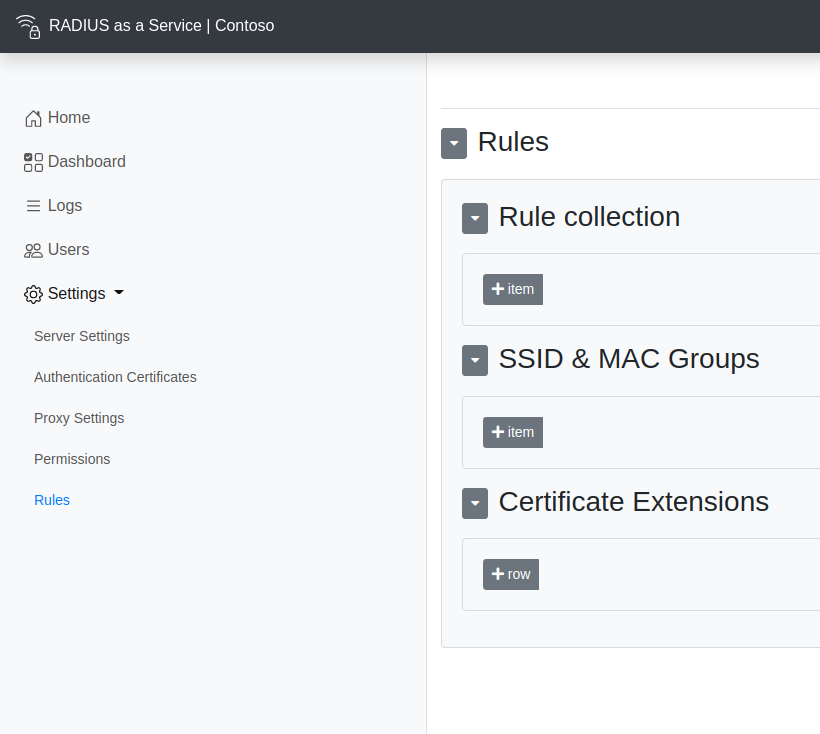 RADIUS as a Service | Contoso
Home
Dashboard
Logs
Users
Settings
Server Settings
Authentication Certificates
Proxy Settings
Permissions
Rules
Rules
Rule collection
item
SSID & MAC Groups
item
Certificate Extensions
row